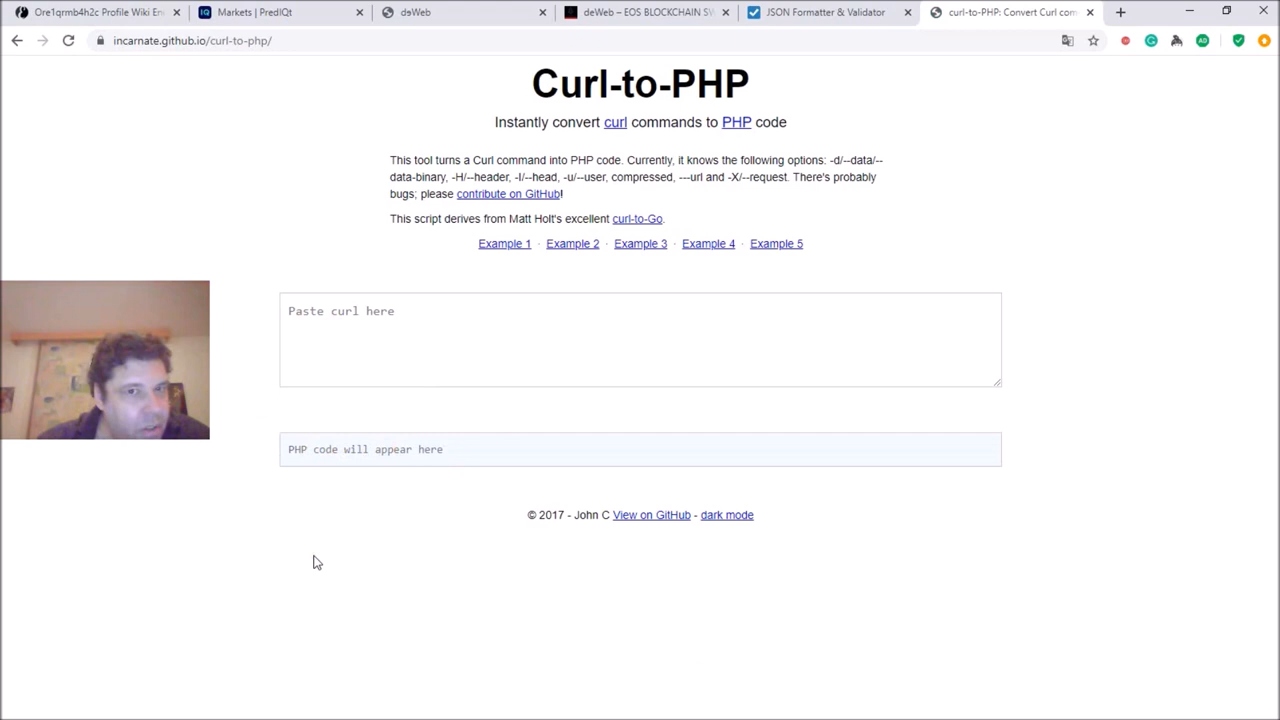 Ore1qrmb4h2c Profile Wiki En
Markets | PredIQt
dəWeb
deWeb – EOS BLOCKCHAIN SV
JSON Formatter & Validator
curl-to-PHP: Convert Curl com
incarnate.github.io/curl-to-php/
Curl-to-PHP
Instantly convert curl commands to PHP code
This tool turns a Curl command into PHP code. Currently, it knows the following options: -d/--data/--
data-binary, -H/--header, -I/--head, -u/--user, compressed, ---url and -X/--request. There's probably
bugs; please contribute on GitHub!
This script derives from Matt Holt's excellent curl-to-Go.
Example 1 · Example 2 · Example 3 · Example 4 · Example 5
Paste curl here
PHP code will appear here
© 2017 - John C View on GitHub - dark mode